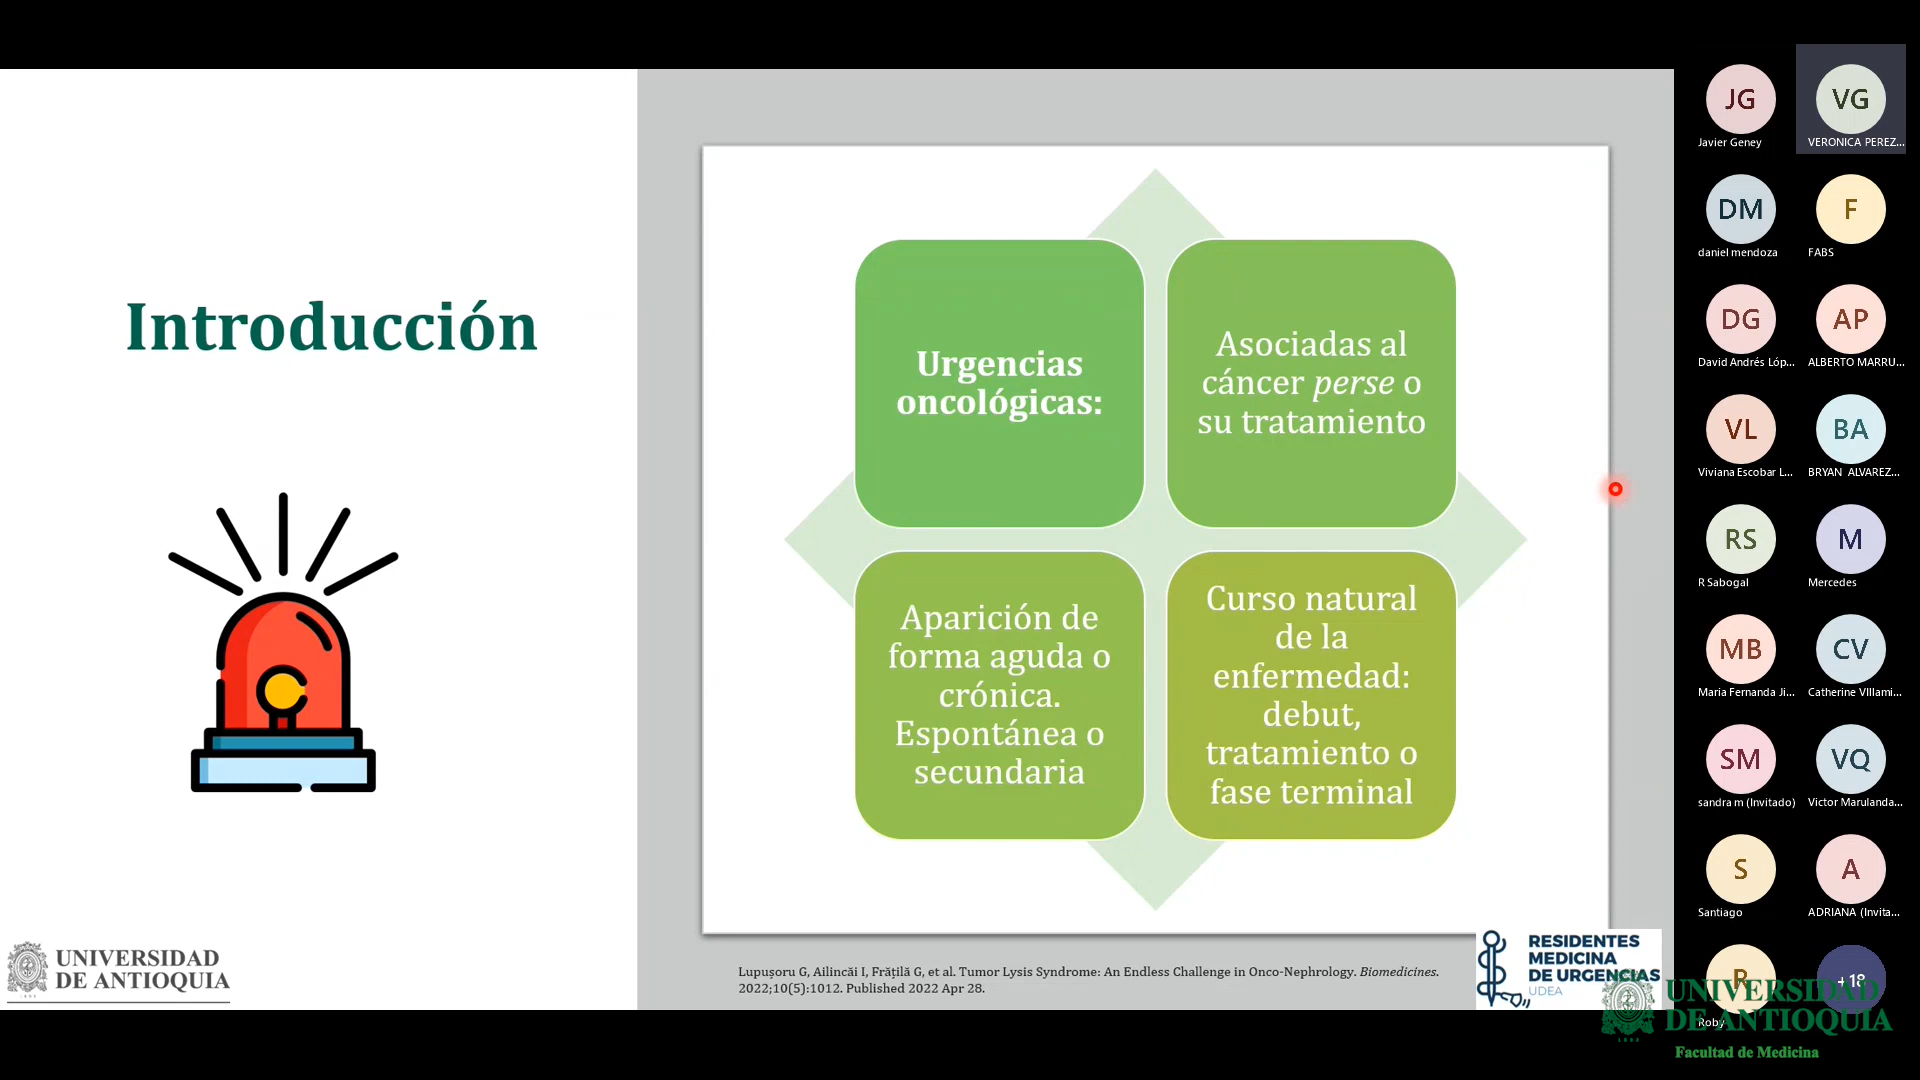 Introducción
Urgencias
oncológicas:
Asociadas al
cáncer perse o
su tratamiento
Aparición de
forma aguda o
crónica.
Espontánea o
secundaria
Curso natural
de la
enfermedad:
debut,
tratamiento o
fase terminal
UNIVERSIDAD
DE ANTIOQUIA
1803
Lupușoru G, Ailincăi I, Frățilă G, et al. Tumor Lysis Syndrome: An Endless Challenge in Onco-Nephrology. Biomedicines.
2022;10(5):1012. Published 2022 Apr 28.
RESIDENTES
MEDICINA
DE URGENCIAS
UDEA
JG
Javier Geney
VG
VERONICA PEREZ...
DM
daniel mendoza
F
FABS
DG
David Andrés Lóp...
AP
ALBERTO MARRU...
VL
Viviana Escobar L...
BA
BRYAN ALVAREZ...
RS
R Sabogal
M
Mercedes
MB
Maria Fernanda Ji...
CV
Catherine VIllami...
SM
sandra m (Invitado)
VQ
Victor Marulanda...
S
Santiago
A
ADRIANA (Invita...
R
Roby
+18
UNIVERSIDAD
DE ANTIOQUIA
1803
Facultad de Medicina